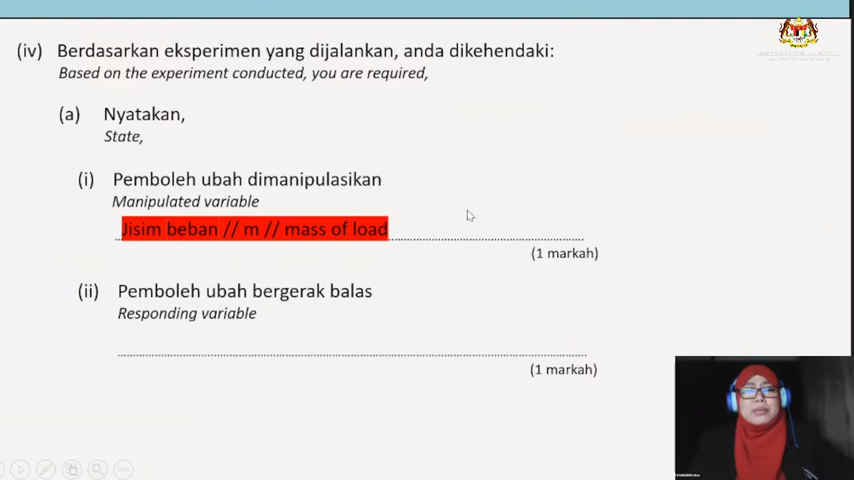 (iv) Berdasarkan eksperimen yang dijalankan, anda dikehendaki:
Based on the experiment conducted, you are required,
(a) Nyatakan,
State,
(i) Pemboleh ubah dimanipulasikan
Manipulated variable
Jisim beban // m // mass of load
(1 markah)
(ii) Pemboleh ubah bergerak balas
Responding variable
(1 markah)